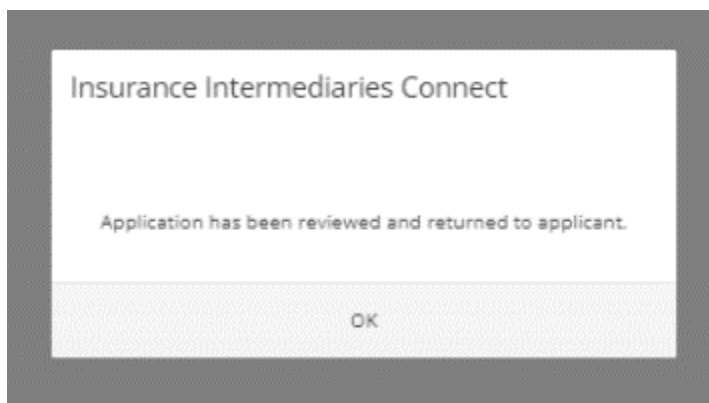 Insurance Intermediaries Connect
Application has been reviewed and returned to applicant.
OK